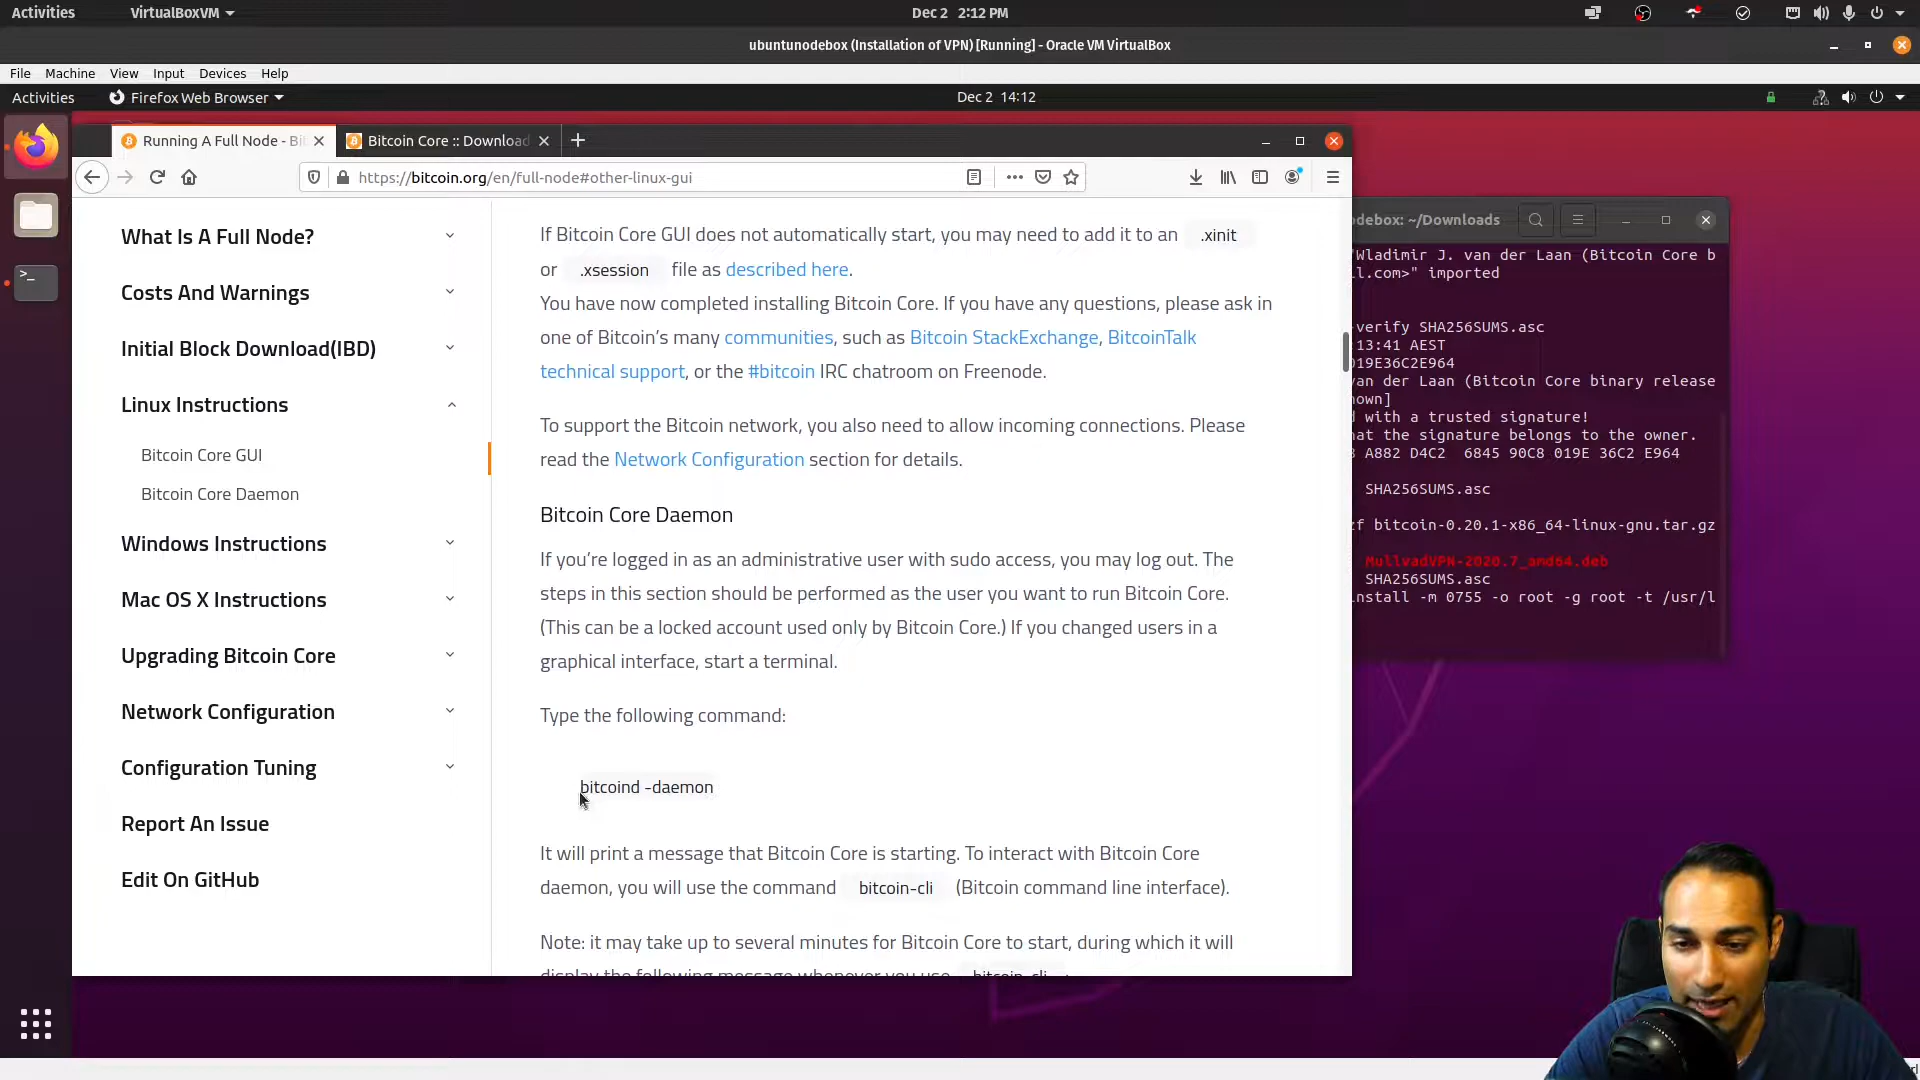 Activities VirtualBoxVM Dec 2 2:12 PM
ubuntunodebox (Installation of VPN) [Running] - Oracle VM VirtualBox
File Machine View Input Devices Help
Activities Firefox Web Browser Dec 2 14:12
Running A Full Node - Bit
Bitcoin Core :: Download
https://bitcoin.org/en/full-node#other-linux-gui
What Is A Full Node?
Costs And Warnings
Initial Block Download(IBD)
Linux Instructions
Bitcoin Core GUI
Bitcoin Core Daemon
Windows Instructions
Mac OS X Instructions
Upgrading Bitcoin Core
Network Configuration
Configuration Tuning
Report An Issue
Edit On GitHub
If Bitcoin Core GUI does not automatically start, you may need to add it to an .xinit
or .xsession file as described here.
You have now completed installing Bitcoin Core. If you have any questions, please ask in
one of Bitcoin’s many communities, such as Bitcoin StackExchange, BitcoinTalk
technical support, or the #bitcoin IRC chatroom on Freenode.
To support the Bitcoin network, you also need to allow incoming connections. Please
read the Network Configuration section for details.
Bitcoin Core Daemon
If you’re logged in as an administrative user with sudo access, you may log out. The
steps in this section should be performed as the user you want to run Bitcoin Core.
(This can be a locked account used only by Bitcoin Core.) If you changed users in a
graphical interface, start a terminal.
Type the following command:
bitcoind -daemon
It will print a message that Bitcoin Core is starting. To interact with Bitcoin Core
daemon, you will use the command bitcoin-cli (Bitcoin command line interface).
Note: it may take up to several minutes for Bitcoin Core to start, during which it will
display the following message whenever you use bitcoin-cli :
odebox: ~/Downloads
"Wladimir J. van der Laan (Bitcoin Core b
l.com>" imported
-verify SHA256SUMS.asc
13:41 AEST
019E36C2E964
van der Laan (Bitcoin Core binary release
nown]
d with a trusted signature!
hat the signature belongs to the owner.
A882 D4C2 6845 90C8 019E 36C2 E964
SHA256SUMS.asc
zf bitcoin-0.20.1-x86_64-linux-gnu.tar.gz
MullvadVPN-2020.7_amd64.deb
SHA256SUMS.asc
install -m 0755 -o root -g root -t /usr/l